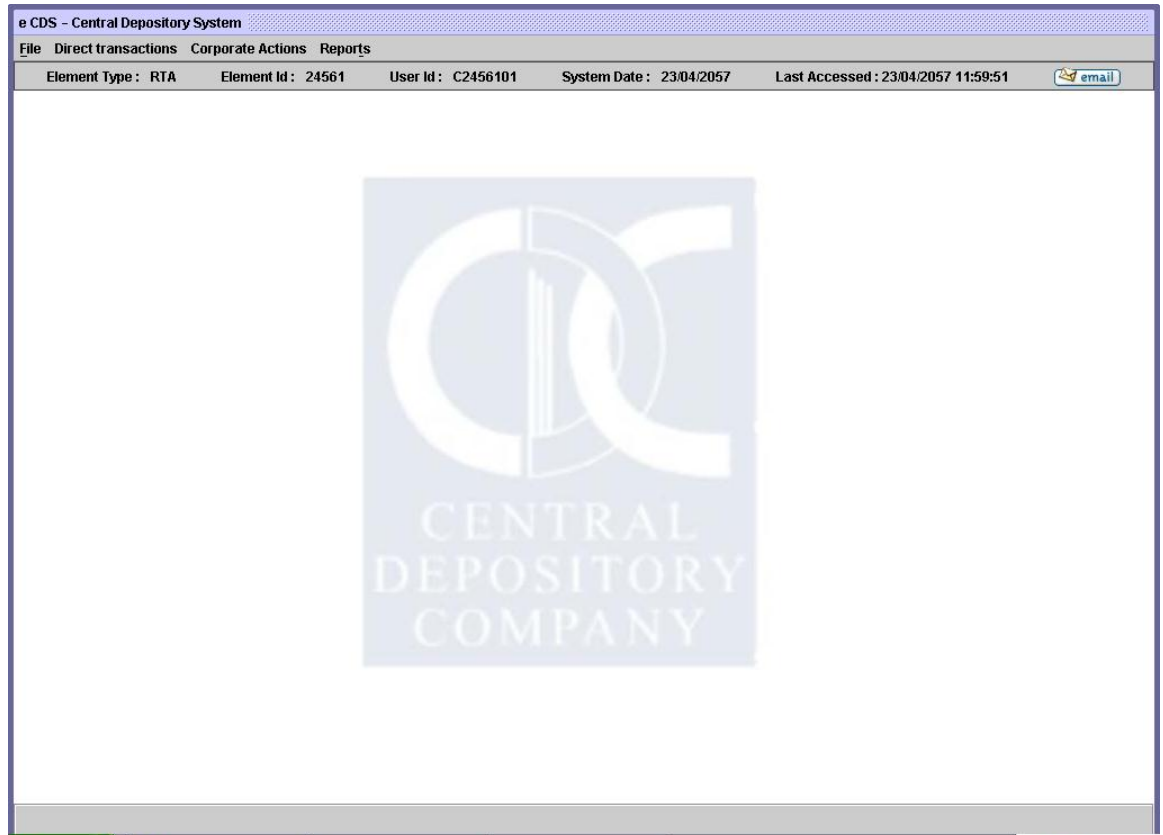 e CDS - Central Depository System
File Direct transactions Corporate Actions Reports
Element Type : RTA Element Id : 24561 User Id : C2456101 System Date : 23/04/2057 Last Accessed : 23/04/2057 11:59:51 email
CENTRAL
DEPOSITORY
COMPANY